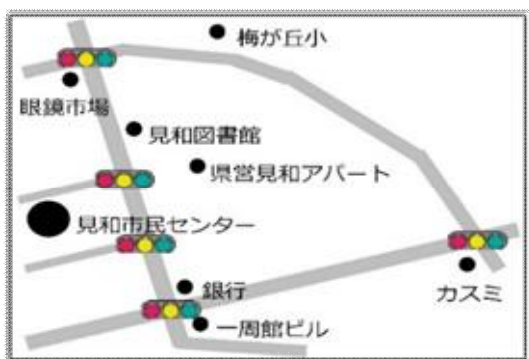 梅が丘小
眼鏡市場
見和図書館
県営見和アパート
見和市民センター
銀行
カスミ
一周館ビル